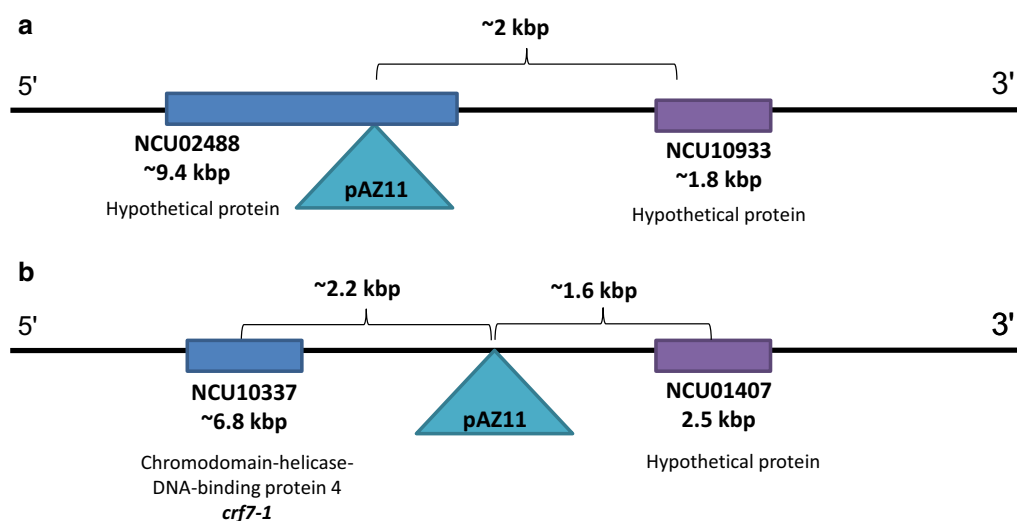 a
~2 kbp
5'
3'
NCU02488
~9.4 kbp
Hypothetical protein
pAZ11
NCU10933
~1.8 kbp
Hypothetical protein
b
~2.2 kbp
~1.6 kbp
5'
3'
NCU10337
~6.8 kbp
Chromodomain-helicase-
DNA-binding protein 4
crf7-1
pAZ11
NCU01407
2.5 kbp
Hypothetical protein